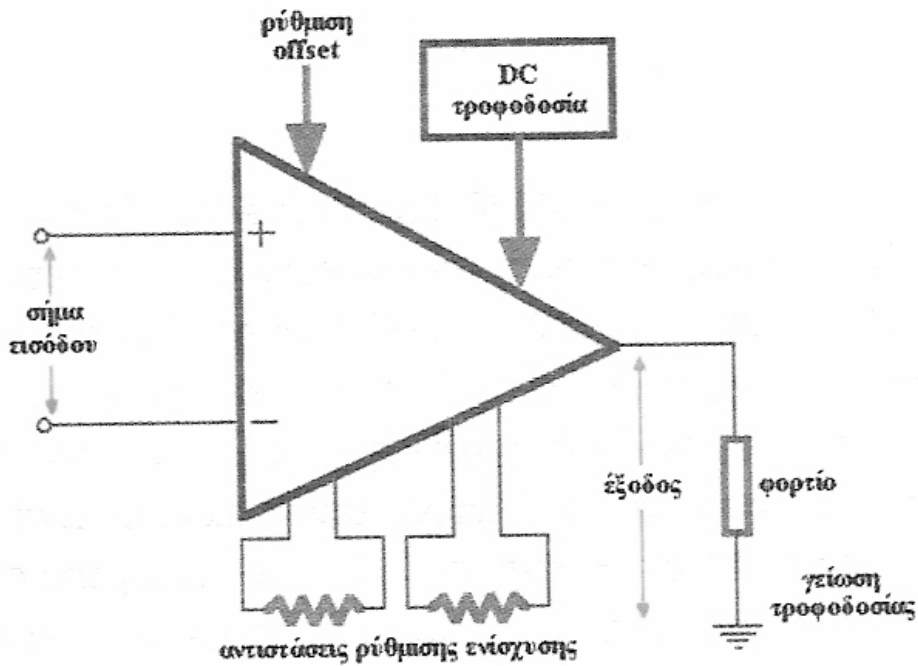 ρύθμιση
offset
DC
τροφοδοσία
+
σήμα
εισόδου
−
έξοδος
φορτίο
γείωση
τροφοδοσίας
αντιστάσεις ρύθμισης ενίσχυσης